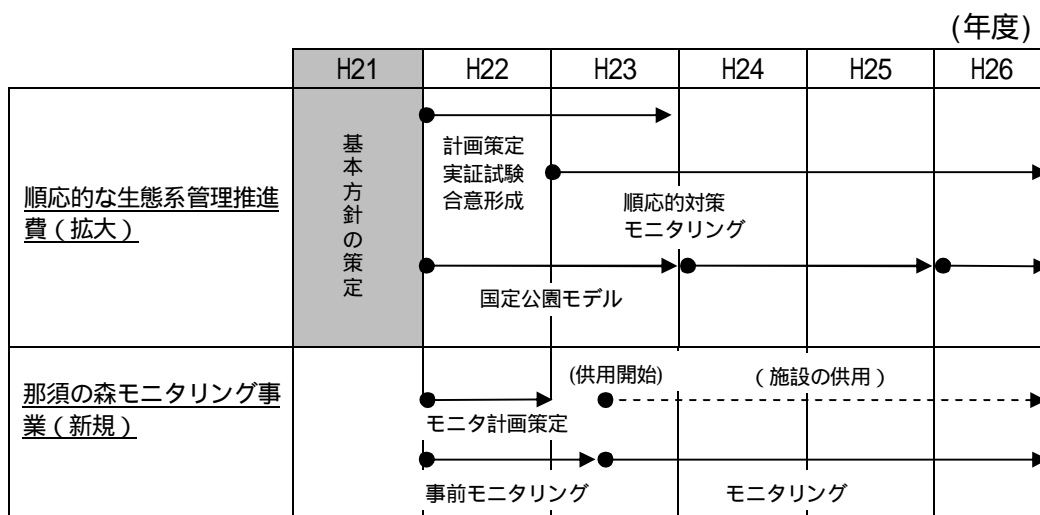 (年度)
H21 H22 H23 H24 H25 H26
順応的な生態系管理推進
費（拡大）
基本方針の策定
計画策定
実証試験
合意形成
順応的対策
モニタリング
国定公園モデル
那須の森モニタリング事
業（新規）
(供用開始)
（施設の供用）
モニタ計画策定
事前モニタリング
モニタリング